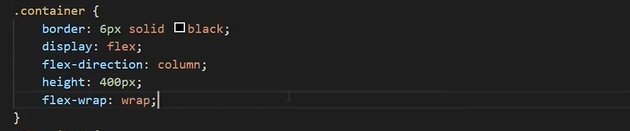 .container {
border: 6px solid black;
display: flex;
flex-direction: column;
height: 400px;
flex-wrap: wrap;
}